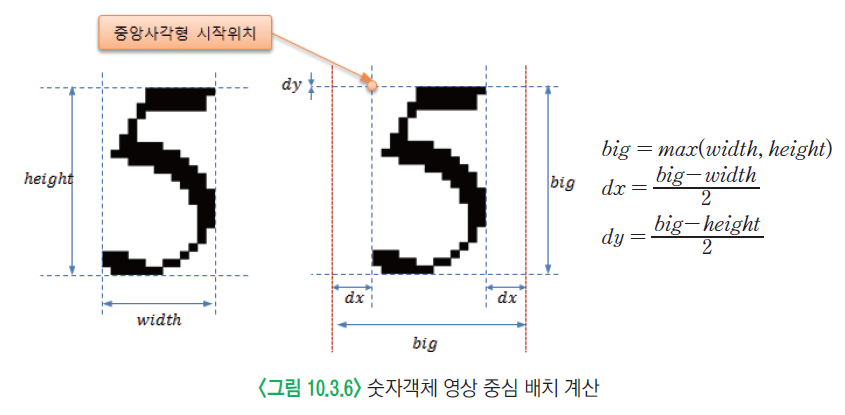 중앙사각형 시작위치
dy
height
big
big = max(width, height)
dx = big−width / 2
dy = big−height / 2
dx
dx
width
big
<그림 10.3.6> 숫자객체 영상 중심 배치 계산